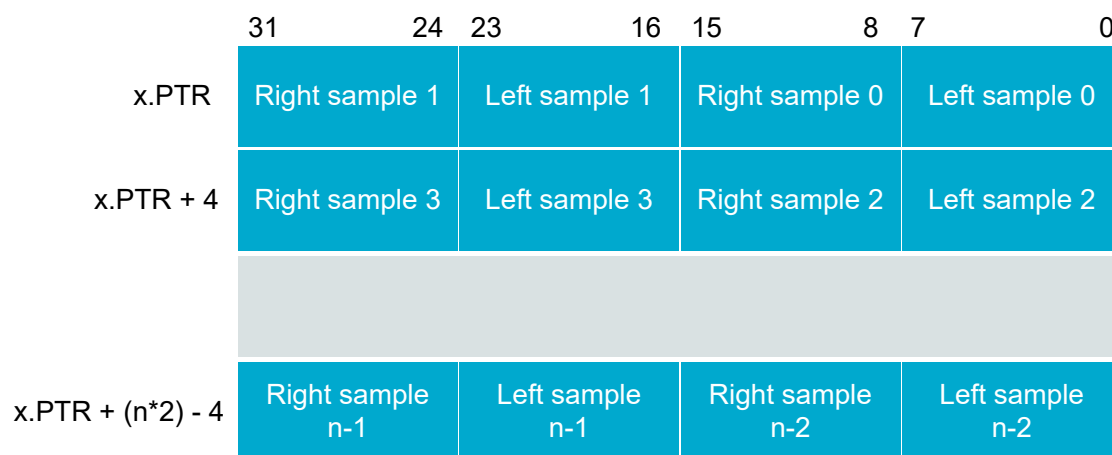 31 24 23 16 15 8 7 0
x.PTR Right sample 1 Left sample 1 Right sample 0 Left sample 0
x.PTR + 4 Right sample 3 Left sample 3 Right sample 2 Left sample 2
x.PTR + (n*2) - 4 Right sample n-1 Left sample n-1 Right sample n-2 Left sample n-2